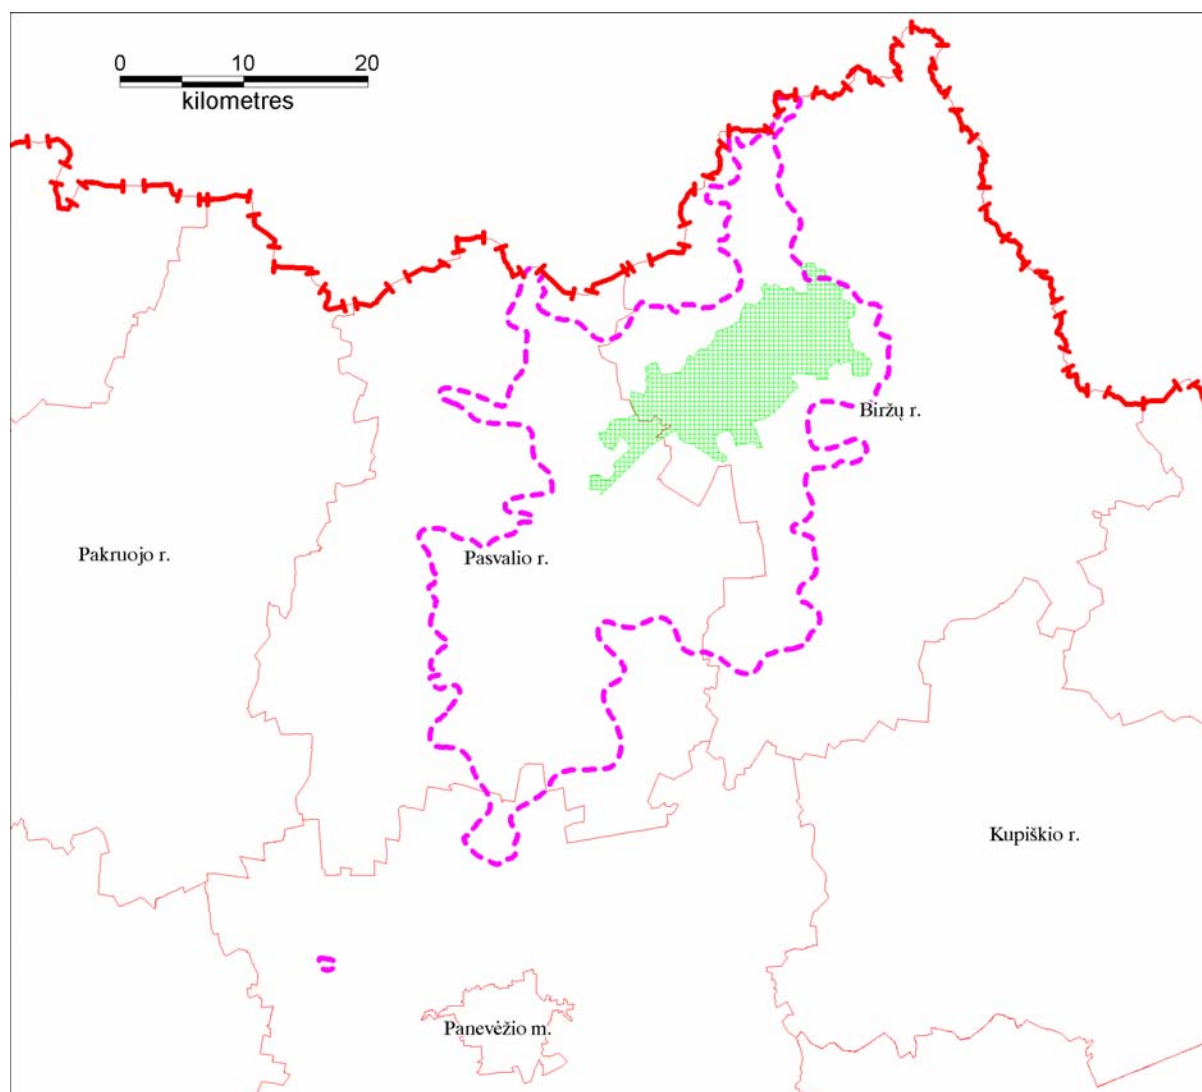 0 10 20
kilometres
Biržų r.
Pakruojo r.
Pasvalio r.
Kupiškio r.
Panevėžio m.